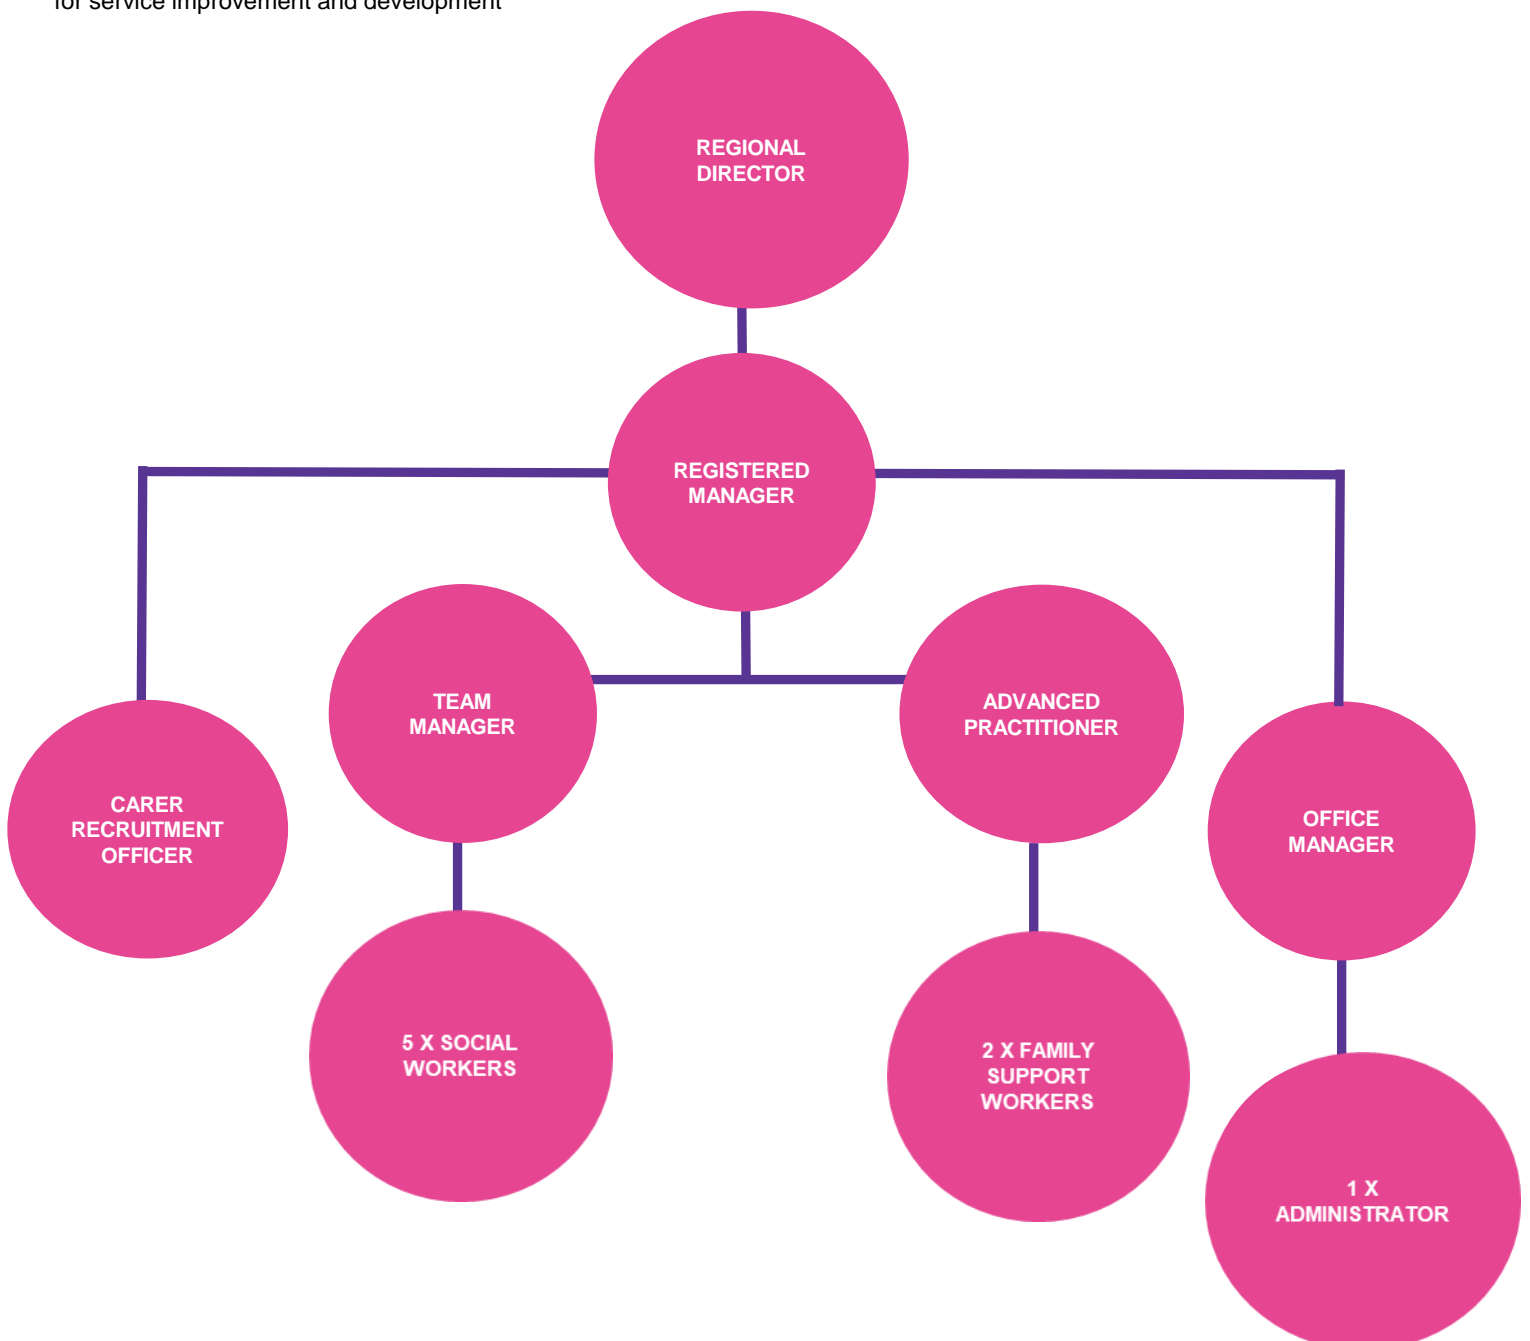 for service improvement and development
REGIONAL
DIRECTOR
REGISTERED
MANAGER
TEAM
MANAGER
ADVANCED
PRACTITIONER
CARER
RECRUITMENT
OFFICER
OFFICE
MANAGER
5 X SOCIAL
WORKERS
2 X FAMILY
SUPPORT
WORKERS
1 X
ADMINISTRATOR